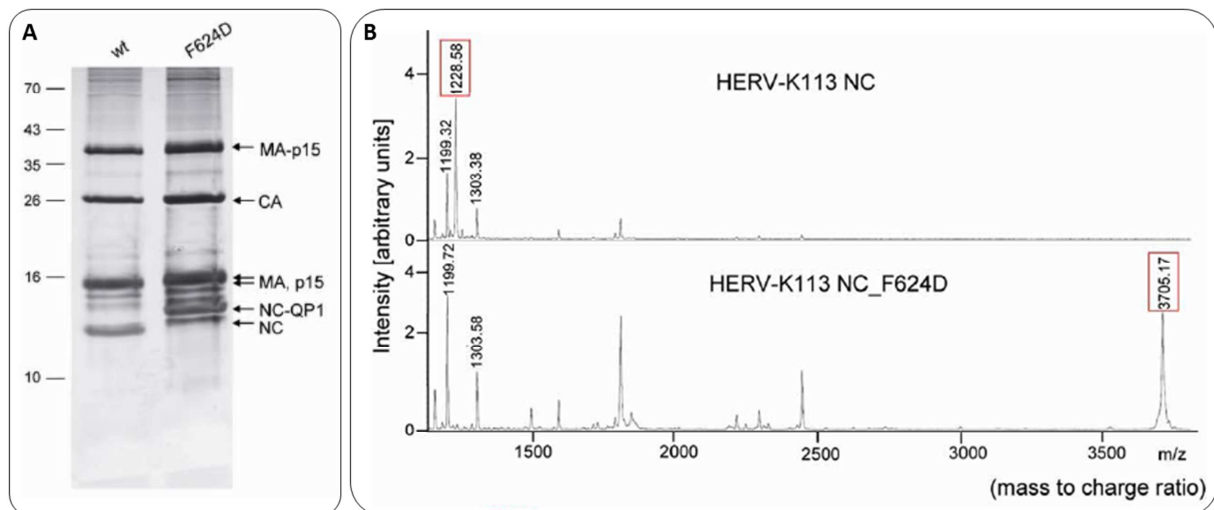 A
wt
F624D
70
43
35
26
16
10
MA-p15
CA
MA, p15
NC-QP1
NC
B
Intensity [arbitrary units]
4
2
0
1199.32
1228.58
1303.38
HERV-K113 NC
4
2
0
1199.72
1303.58
HERV-K113 NC_F624D
3705.17
1500
2000
2500
3000
3500
m/z
(mass to charge ratio)